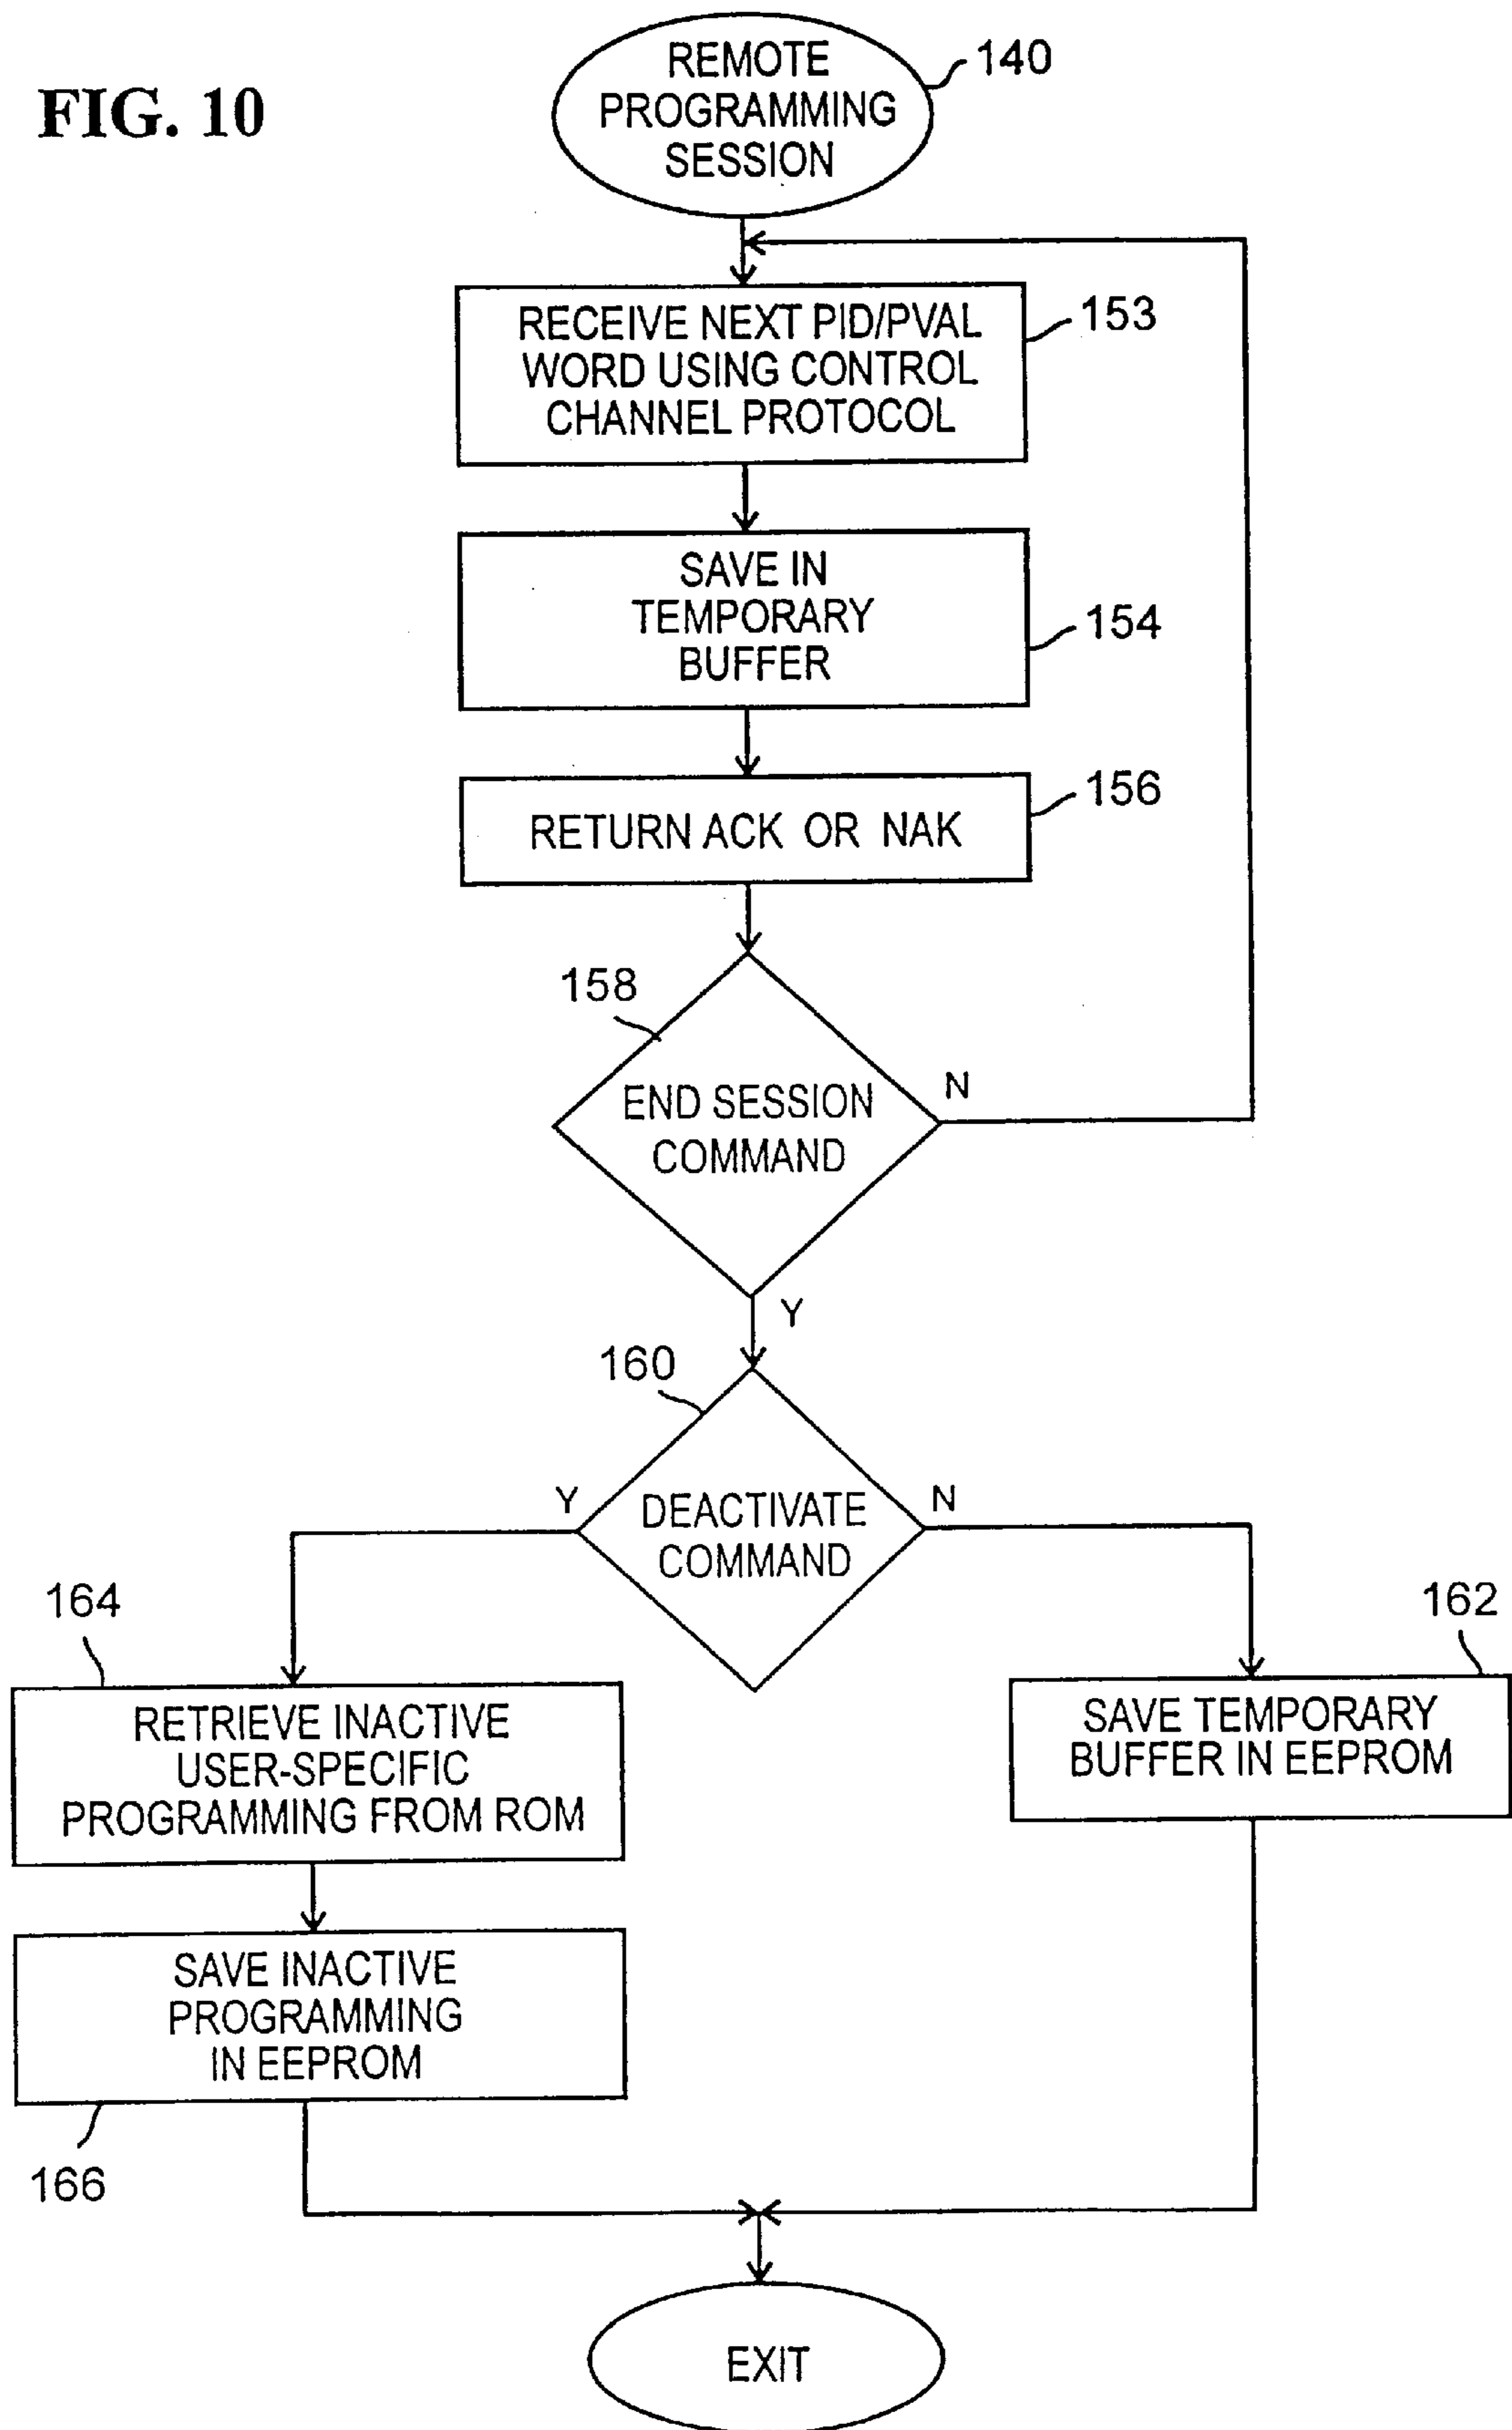 FIG. 10
REMOTE
PROGRAMMING
SESSION
140
RECEIVE NEXT PID/PVAL
WORD USING CONTROL
CHANNEL PROTOCOL
153
SAVE IN
TEMPORARY
BUFFER
154
RETURN ACK OR NAK
156
158
END SESSION
COMMAND
N
Y
160
DEACTIVATE
COMMAND
Y
N
164
RETRIEVE INACTIVE
USER-SPECIFIC
PROGRAMMING FROM ROM
162
SAVE TEMPORARY
BUFFER IN EEPROM
SAVE INACTIVE
PROGRAMMING
IN EEPROM
166
EXIT